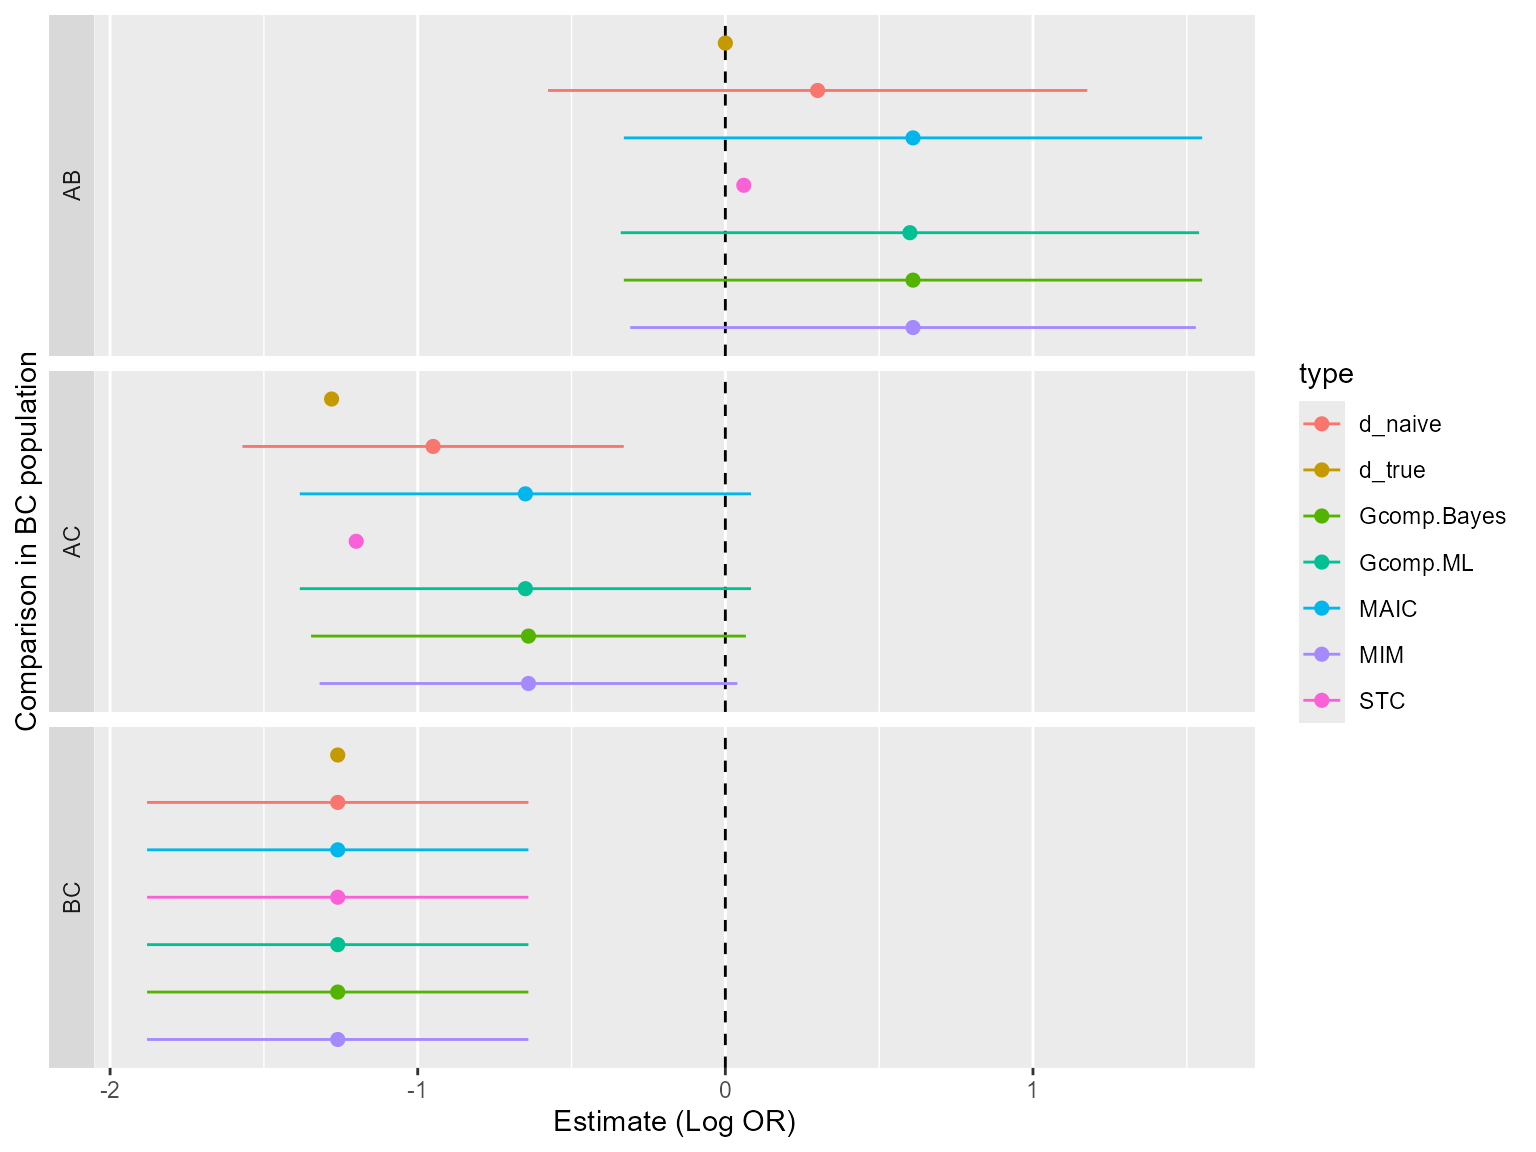 Comparison in BC population
AB
AC
BC
-2
-1
0
1
Estimate (Log OR)
type
d_naive
d_true
Gcomp.Bayes
Gcomp.ML
MAIC
MIM
STC